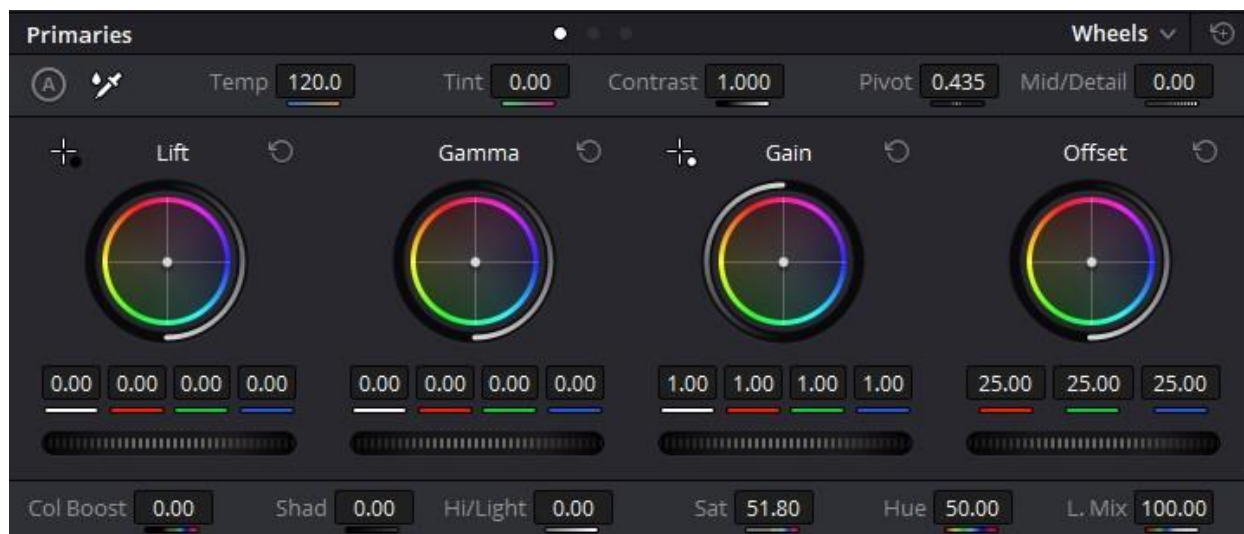 Primaries Wheels
A Temp 120.0 Tint 0.00 Contrast 1.000 Pivot 0.435 Mid/Detail 0.00
Lift Gamma Gain Offset
0.00 0.00 0.00 0.00 0.00 0.00 0.00 0.00 1.00 1.00 1.00 1.00 25.00 25.00 25.00
Col Boost 0.00 Shad 0.00 Hi/Light 0.00 Sat 51.80 Hue 50.00 L. Mix 100.00